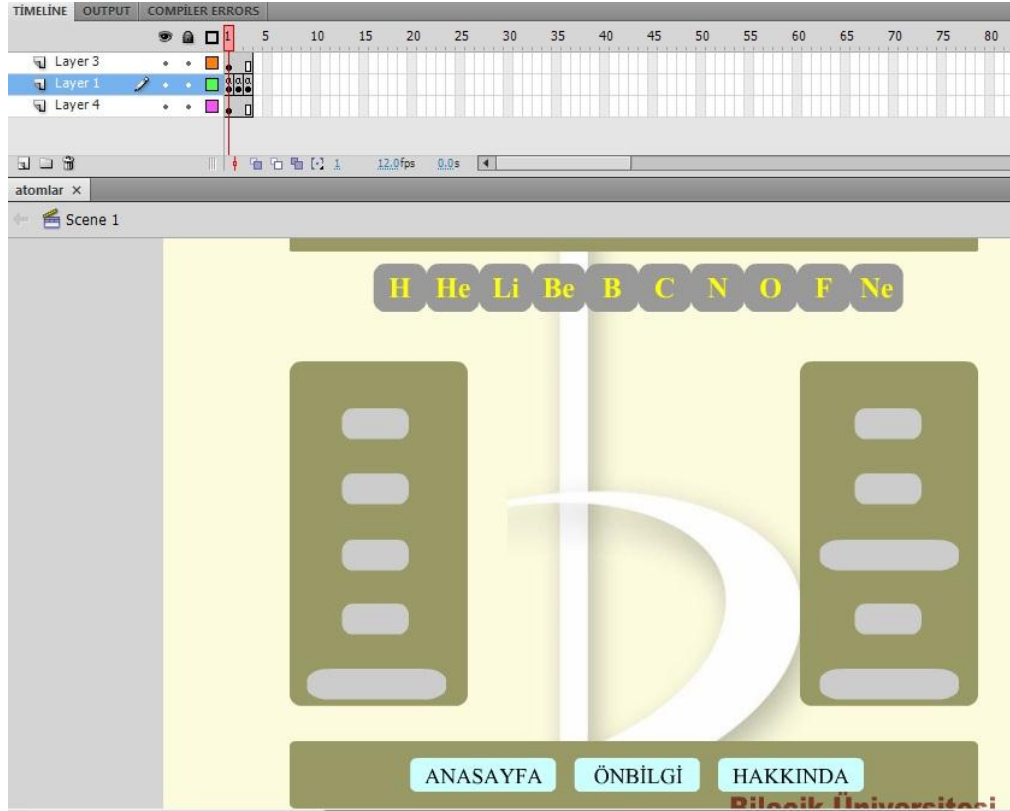 TİMELİNE OUTPUT COMPİLER ERRORS
1 5 10 15 20 25 30 35 40 45 50 55 60 65 70 75 80
Layer 3
Layer 1
Layer 4
1 12.0fps 0.0s
atomlar ×
Scene 1
H He Li Be B C N O F Ne
ANASAYFA ÖNBİLGİ HAKKINDA
Bilecik Üniversitesi